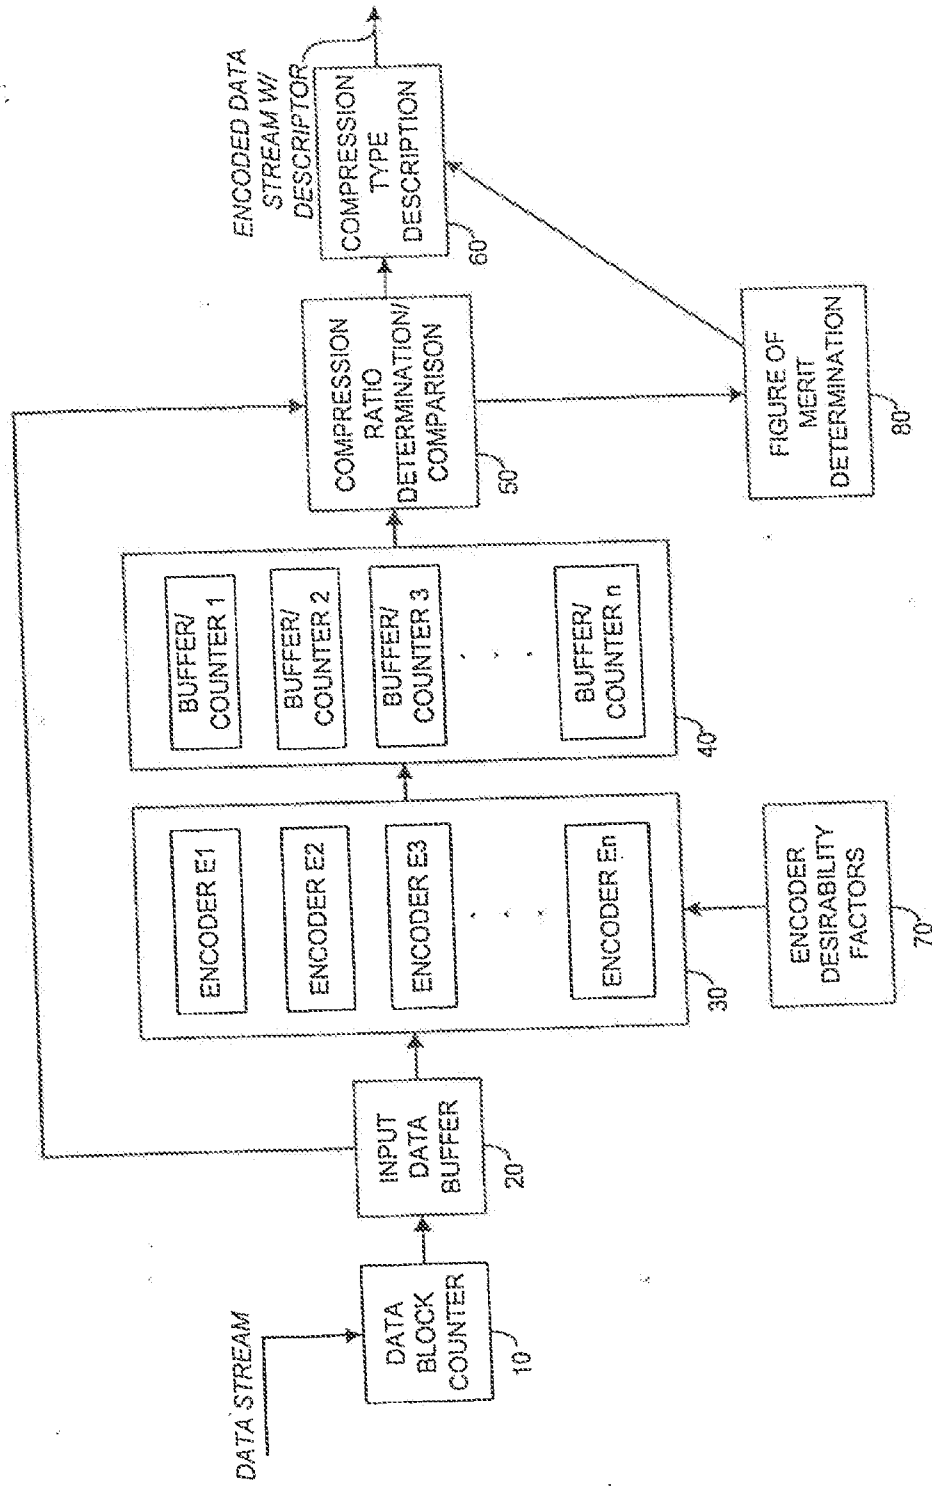 DATA STREAM
DATA
BLOCK
COUNTER
10
INPUT
DATA
BUFFER
20
ENCODER E1
ENCODER E2
ENCODER E3
ENCODER En
30
ENCODER
DESIRABILITY
FACTORS
70
BUFFER/
COUNTER 1
BUFFER/
COUNTER 2
BUFFER/
COUNTER 3
BUFFER/
COUNTER n
40
COMPRESSION
RATIO
DETERMINATION/
COMPARISON
50
FIGURE OF
MERIT
DETERMINATION
80
COMPRESSION
TYPE
DESCRIPTION
60
ENCODED DATA
STREAM W/
DESCRIPTOR